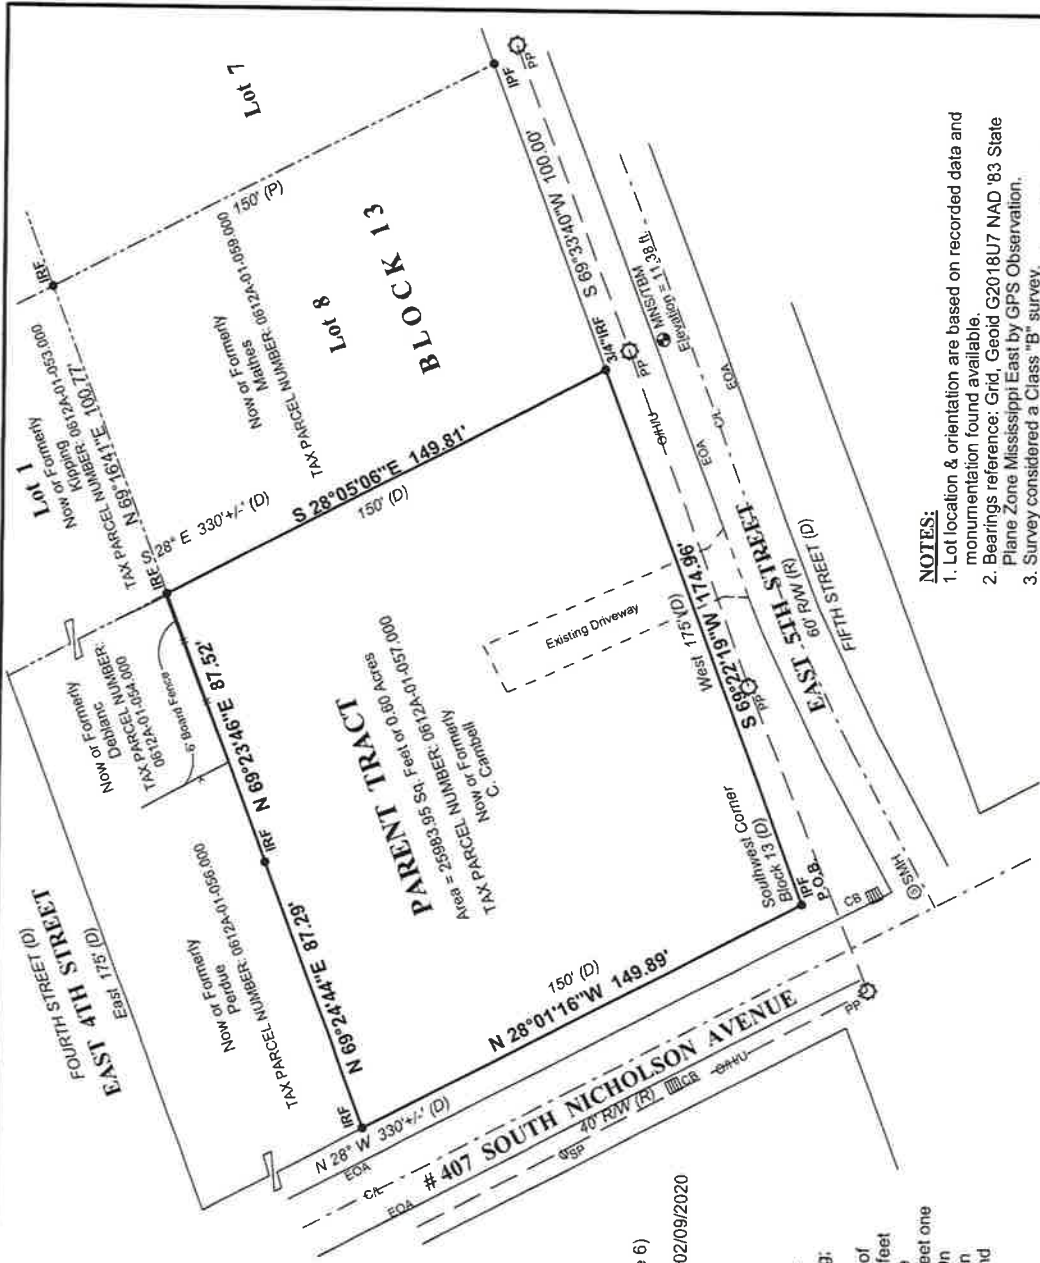 FOURTH STREET (D)
EAST 4TH STREET
East 175' (D)
Now or Formerly
Deblanc
TAX PARCEL NUMBER:
0612A-01-054.000
6' Board Fence
Now or Formerly
Perdue
TAX PARCEL NUMBER: 0612A-01-056.000
Lot 1
Now or Formerly
Kipping
TAX PARCEL NUMBER: 0612A-01-053.000
N 69°16'41"E 100.77'
IRF
Lot 7
150' (P)
Lot 8
BLOCK 13
Now or Formerly
Mathes
TAX PARCEL NUMBER: 0612A-01-059.000
IRF
S 28° E 330'+/-' (D)
S 28°05'06"E 149.81'
150' (D)
N 69°23'46"E 87.52'
IRF
N 69°24'44"E 87.29'
IRF
N 28° W 330'+/-' (D)
PARENT TRACT
Area = 25983.95 Sq. Feet or 0.60 Acres
TAX PARCEL NUMBER: 0612A-01-057.000
Now or Formerly
C. Cambell
Existing Driveway
150' (D)
N 28°01'16"W 149.89'
Southwest Corner
Block 13 (D)
IPF
P.O.B.
West 175' (D)
S 69°22'19"W 174.96'
PP
3/4"IRF
S 69°33'40"W 100.00'
IPF
PP
PP
O/H/U
MNS/TBM
Elevation = 11.38 ft.
EOA
C/L
EOA
EAST 5TH STREET
60' R/W (R)
FIFTH STREET (D)
CB
SMH
PP
EOA
C/L
EOA
# 407 SOUTH NICHOLSON AVENUE
40' R/W (R)
CB
O/H/U
SP
NOTES:
1. Lot location & orientation are based on recorded data and
monumentation found available.
2. Bearings reference: Grid, Geoid G2018U7 NAD '83 State
Plane Zone Mississippi East by GPS Observation.
3. Survey considered a Class "B" survey.
6)
02/09/2020
of
feet
eet one